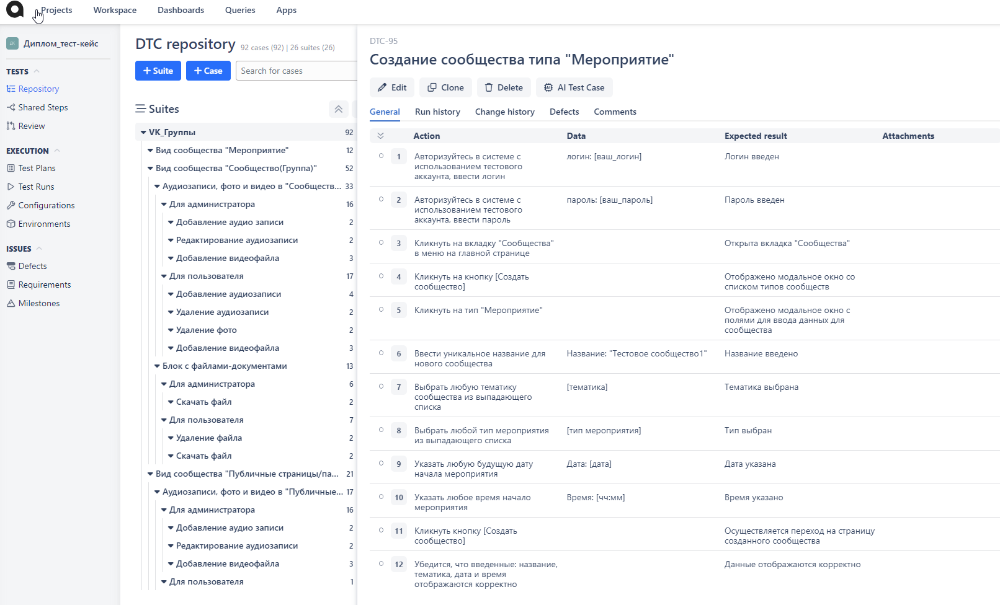 Projects Workspace Dashboards Queries Apps
Диплом_тест-кейс
TESTS
Repository
Shared Steps
Review
EXECUTION
Test Plans
Test Runs
Configurations
Environments
ISSUES
Defects
Requirements
Milestones
DTC repository 92 cases (92) | 26 suites (26)
+ Suite + Case Search for cases
Suites
VK_Группы 92
Вид сообщества "Мероприятие" 12
Вид сообщества "Сообщество(Группа)" 52
Аудиозаписи, фото и видео в "Сообществ... 33
Для администратора 16
Добавление аудио записи 2
Редактирование аудиозаписи 2
Добавление видеофайла 3
Для пользователя 17
Добавление аудиозаписи 4
Удаление аудиозаписи 2
Удаление фото 2
Добавление видеофайла 3
Блок с файлами-документами 13
Для администратора 6
Скачать файл 2
Для пользователя 7
Удаление файла 2
Скачать файл 2
Вид сообщества "Публичные страницы/па... 21
Аудиозаписи, фото и видео в "Публичные... 17
Для администратора 16
Добавление аудио записи 2
Редактирование аудиозаписи 2
Добавление видеофайла 3
Для пользователя 1
DTC-95
Создание сообщества типа "Мероприятие"
Edit Clone Delete AI Test Case
General Run history Change history Defects Comments
Action Data Expected result Attachments
1 Авторизуйтесь в системе с логин: [ваш_логин] Логин введен
использованием тестового
аккаунта, ввести логин
2 Авторизуйтесь в системе с пароль: [ваш_пароль] Пароль введен
использованием тестового
аккаунта, ввести пароль
3 Кликнуть на вкладку "Сообщества" Открыта вкладка "Сообщества"
в меню на главной странице
4 Кликнуть на кнопку [Создать Отображено модальное окно со
сообщество] списком типов сообществ
5 Кликнуть на тип "Мероприятие" Отображено модальное окно с
полями для ввода данных для
сообщества
6 Ввести уникальное название для Название: "Тестовое сообщество1" Название введено
нового сообщества
7 Выбрать любую тематику [тематика] Тематика выбрана
сообщества из выпадающего
списка
8 Выбрать любой тип мероприятия [тип мероприятия] Тип выбран
из выпадающего списка
9 Указать любую будущую дату Дата: [дата] Дата указана
начала мероприятия
10 Указать любое время начало Время: [чч:мм] Время указано
мероприятия
11 Кликнуть кнопку [Создать Осуществляется переход на страницу
сообщество] созданного сообщества
12 Убедится, что введенные: название, Данные отображаются корректно
тематика, дата и время
отображаются корректно